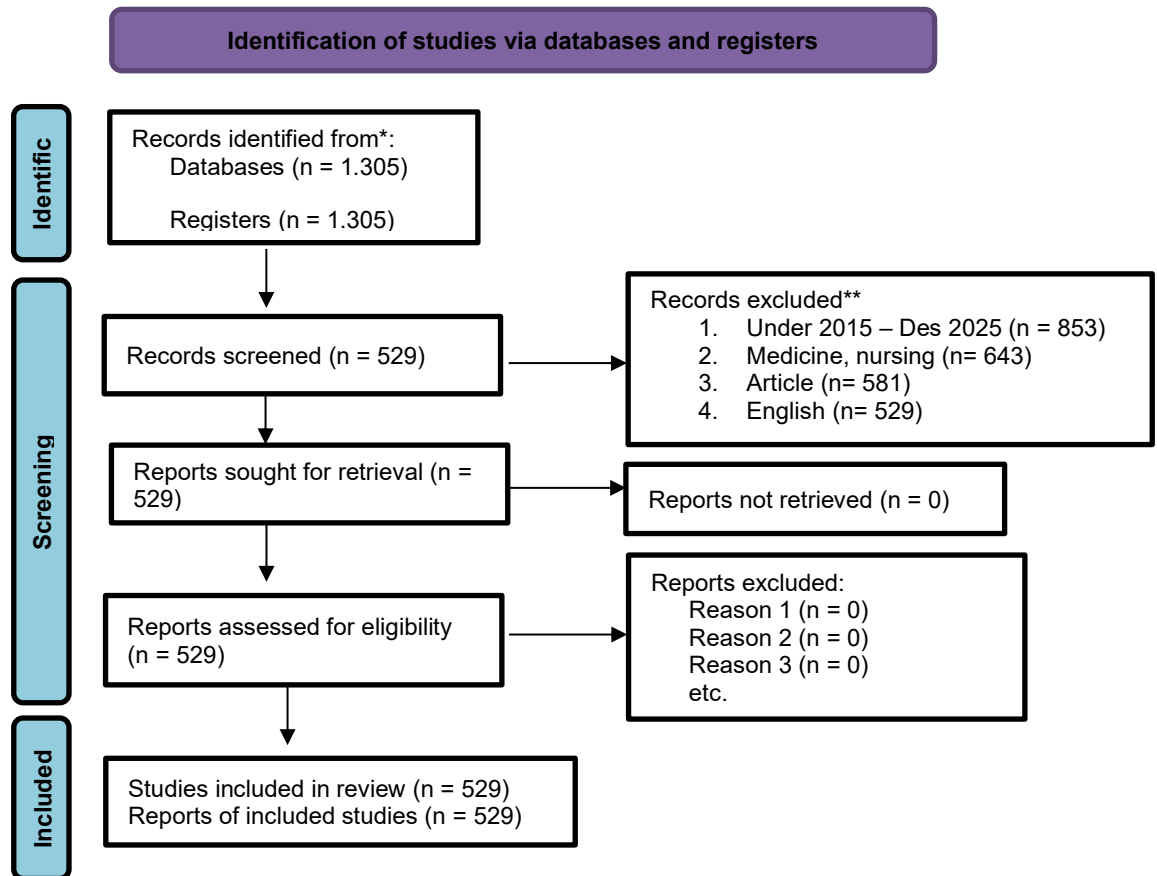 Identification of studies via databases and registers
Identific
Records identified from*:
Databases (n = 1.305)
Registers (n = 1.305)
Screening
Records screened (n = 529)
Records excluded**
1. Under 2015 – Des 2025 (n = 853)
2. Medicine, nursing (n= 643)
3. Article (n= 581)
4. English (n= 529)
Reports sought for retrieval (n =
529)
Reports not retrieved (n = 0)
Reports assessed for eligibility
(n = 529)
Reports excluded:
Reason 1 (n = 0)
Reason 2 (n = 0)
Reason 3 (n = 0)
etc.
Included
Studies included in review (n = 529)
Reports of included studies (n = 529)